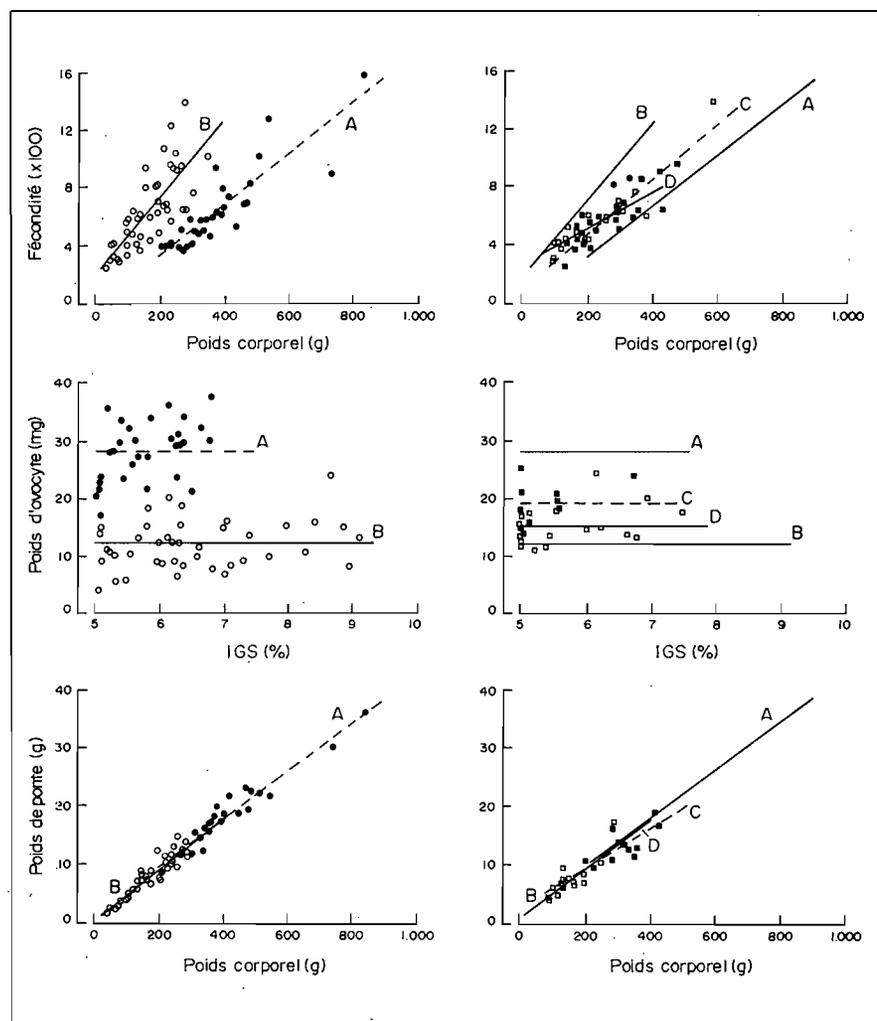 16
12
8
4
0
Fécondité (x100)
B
A
0 200 400 600 800 1.000
Poids corporel (g)
16
12
8
4
0
B
C
A
D
0 200 400 600 800 1.000
Poids corporel (g)
40
30
20
10
0
Poids d'ovocyte (mg)
A
B
5 6 7 8 9 10
IGS (%)
40
30
20
10
0
A
C
D
B
5 6 7 8 9 10
IGS (%)
40
30
20
10
0
Poids de ponte (g)
A
B
0 200 400 600 800 1.000
Poids corporel (g)
40
30
20
10
0
A
C
D
B
0 200 400 600 800 1.000
Poids corporel (g)